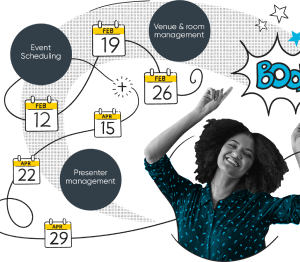 Venue & room
management
Event
Scheduling
FEB
19
FEB
26
FEB
12
APR
15
APR
22
Presenter
management
APR
29